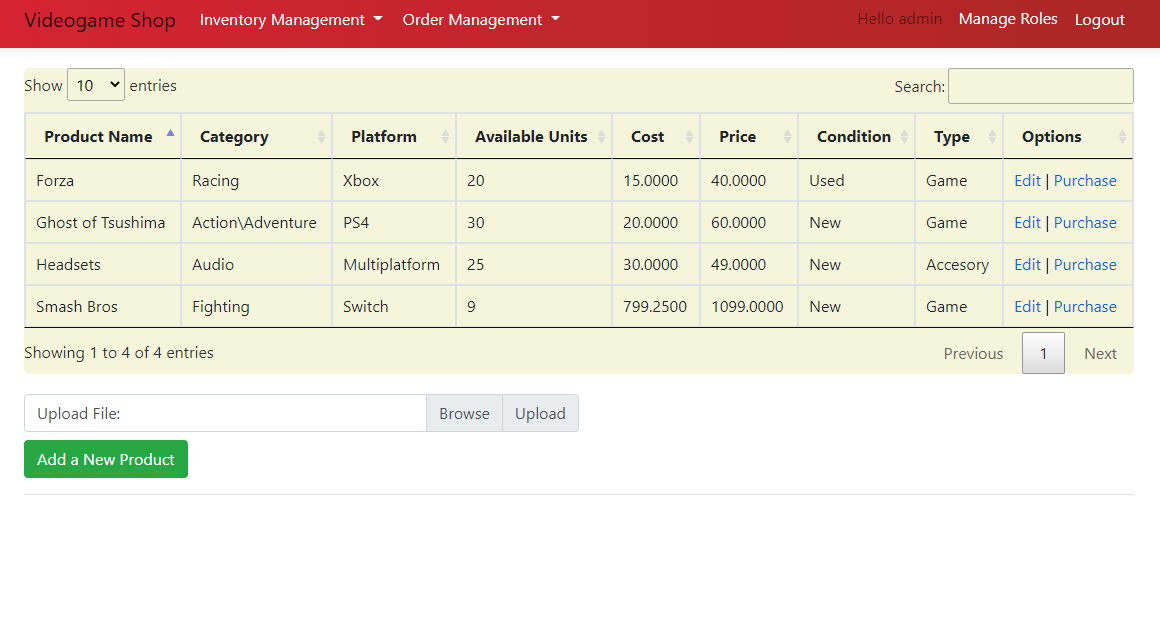 Videogame Shop Inventory Management Order Management Hello admin Manage Roles Logout
Show 10 entries Search:
Product Name Category Platform Available Units Cost Price Condition Type Options
Forza Racing Xbox 20 15.0000 40.0000 Used Game Edit | Purchase
Ghost of Tsushima Action\Adventure PS4 30 20.0000 60.0000 New Game Edit | Purchase
Headsets Audio Multiplatform 25 30.0000 49.0000 New Accesory Edit | Purchase
Smash Bros Fighting Switch 9 799.2500 1099.0000 New Game Edit | Purchase
Showing 1 to 4 of 4 entries Previous 1 Next
Upload File: Browse Upload
Add a New Product